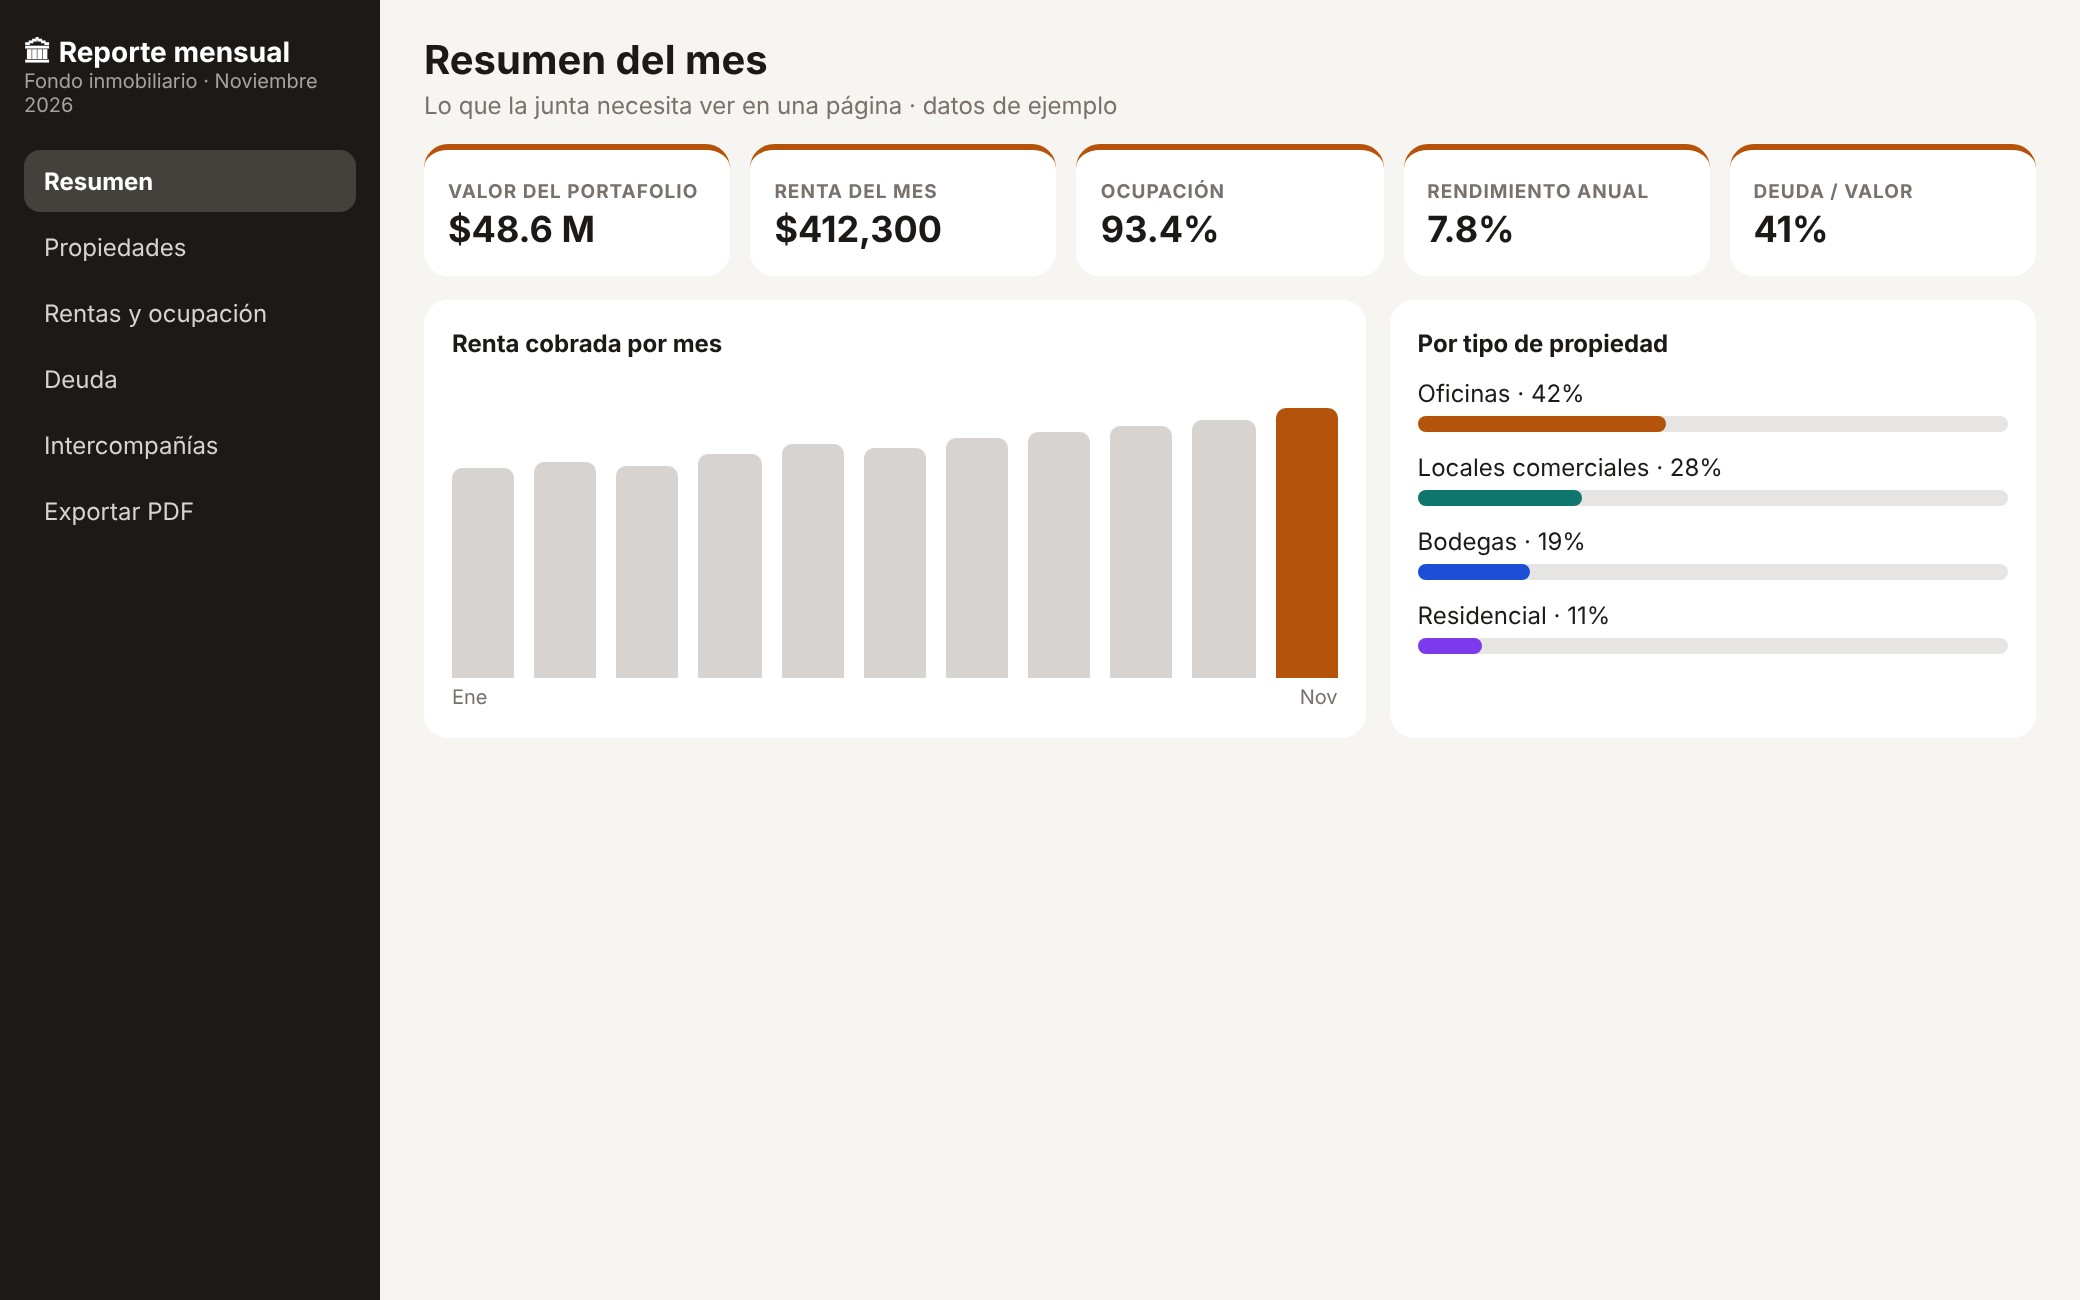 🏛 Reporte mensual
Fondo inmobiliario · Noviembre
2026
Resumen
Propiedades
Rentas y ocupación
Deuda
Intercompañías
Exportar PDF
Resumen del mes
Lo que la junta necesita ver en una página · datos de ejemplo
VALOR DEL PORTAFOLIO
$48.6 M
RENTA DEL MES
$412,300
OCUPACIÓN
93.4%
RENDIMIENTO ANUAL
7.8%
DEUDA / VALOR
41%
Renta cobrada por mes
Ene
Nov
Por tipo de propiedad
Oficinas · 42%
Locales comerciales · 28%
Bodegas · 19%
Residencial · 11%